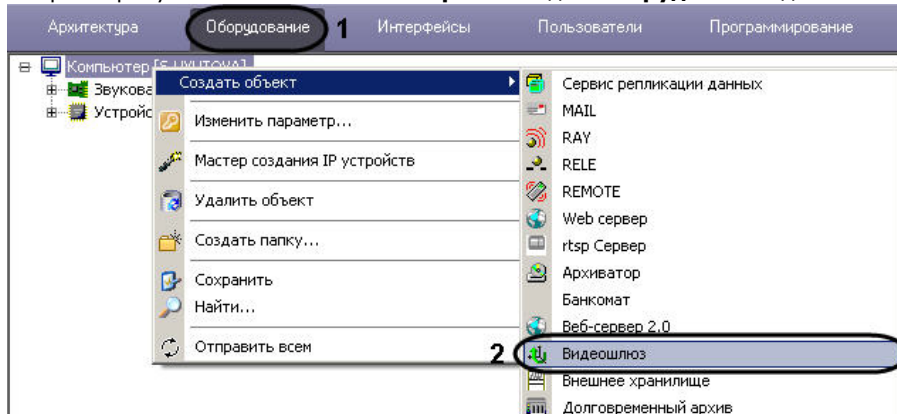 Архитектура Оборудование 1 Интерфейсы Пользователи Программирование
Компьютер
Создать объект
Изменить параметр...
Мастер создания IP устройств
Удалить объект
Создать папку...
Сохранить
Найти...
Отправить всем
Сервис репликации данных
MAIL
RAY
RELE
REMOTE
Web сервер
rtsp Сервер
Архиватор
Банкомат
Веб-сервер 2.0
2 Видеошлюз
Внешнее хранилище
Долговременный архив